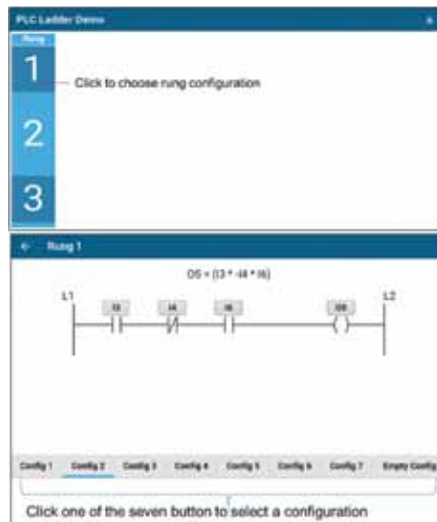 PLC Ladder Demo
Rung
1
Click to choose rung configuration
2
3
← Rung 1
O5 = (I3 * -I4 * I6)
L1
L2
I3 I4 I6
Config 1 Config 2 Config 3 Config 4 Config 5 Config 6 Config 7 Empty Config
Click one of the seven button to select a configuration